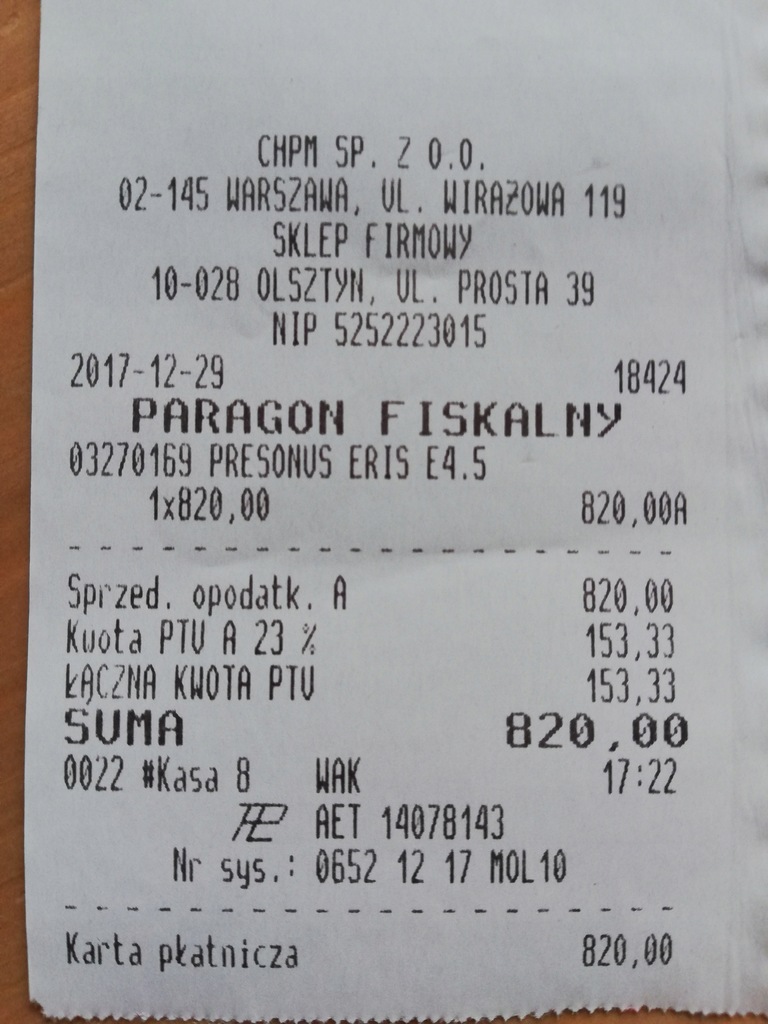 CHPM SP. Z O.O.
02-145 WARSZAWA, UL. WIRAŻOWA 119
SKLEP FIRMOWY
10-028 OLSZTYN, UL. PROSTA 39
NIP 5252223015
2017-12-29 18424
PARAGON FISKALNY
03270169 PRESONUS ERIS E4.5
1x820,00 820,00A
Sprzed. opodatk. A 820,00
Kwota PTU A 23 % 153,33
ŁĄCZNA KWOTA PTU 153,33
SUMA 820,00
0022 #Kasa 8 WAK 17:22
AET 14078143
Nr sys.: 0652 12 17 MOL10
Karta płatnicza 820,00